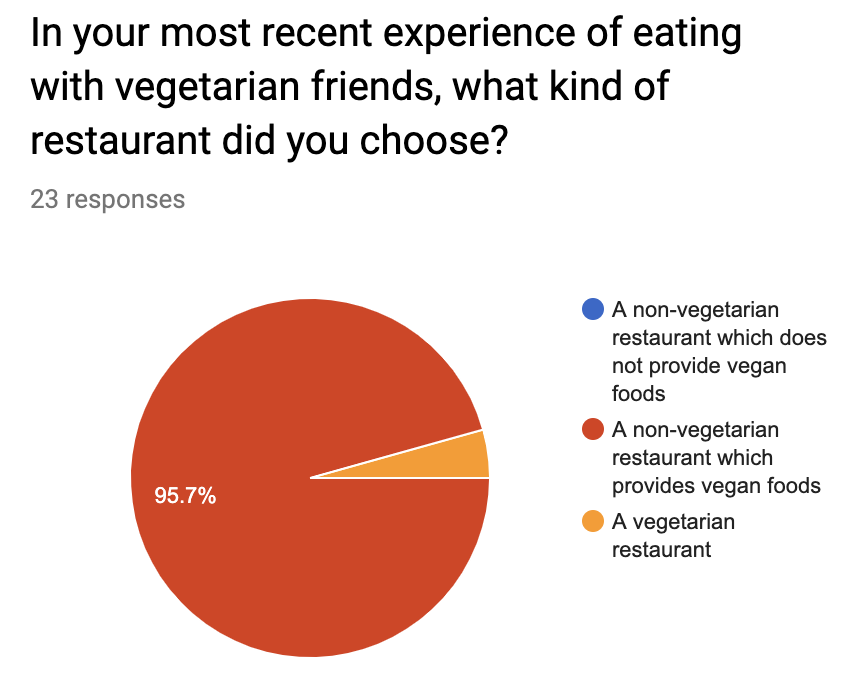 In your most recent experience of eating
with vegetarian friends, what kind of
restaurant did you choose?
23 responses
A non-vegetarian
restaurant which does
not provide vegan
foods
A non-vegetarian
restaurant which
provides vegan foods
A vegetarian
restaurant
95.7%